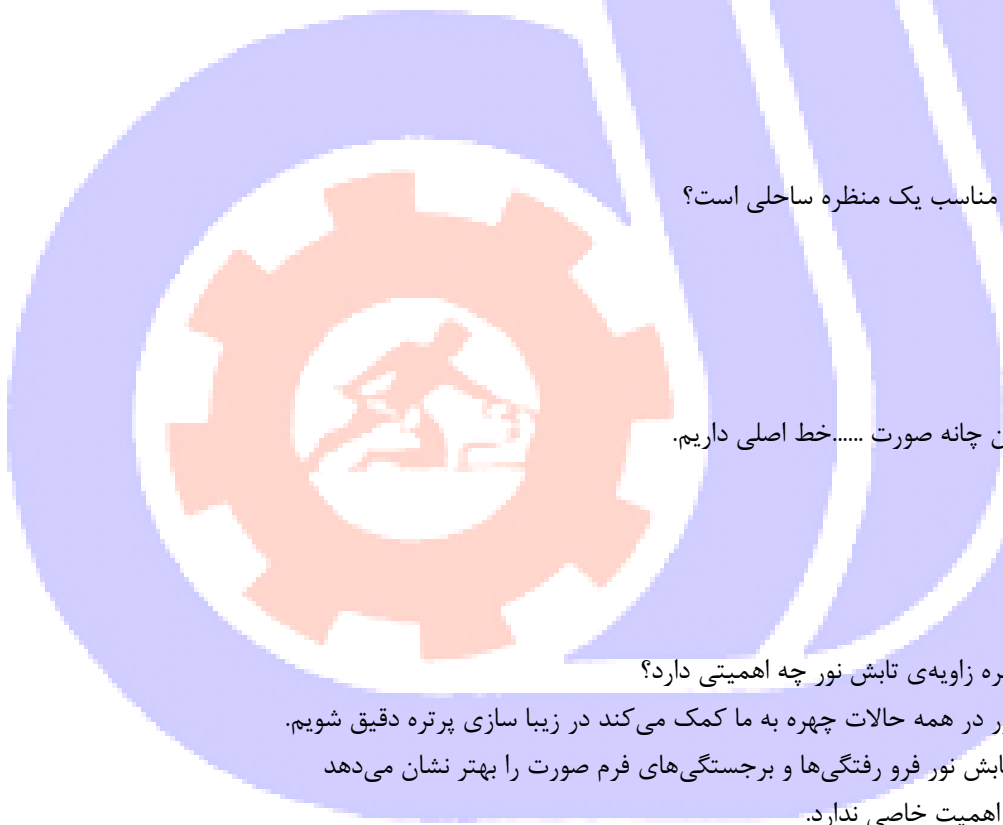 مناسب یک منظره ساحلی است؟
چانه صورت ......خط اصلی داریم.
زاویه‌ی تابش نور چه اهمیتی دارد؟
در همه حالات چهره به ما کمک می‌کند در زیبا سازی پرتره دقیق شویم.
تابش نور فرو رفتگی‌ها و برجستگی‌های فرم صورت را بهتر نشان می‌دهد
اهمیت خاصی ندارد.